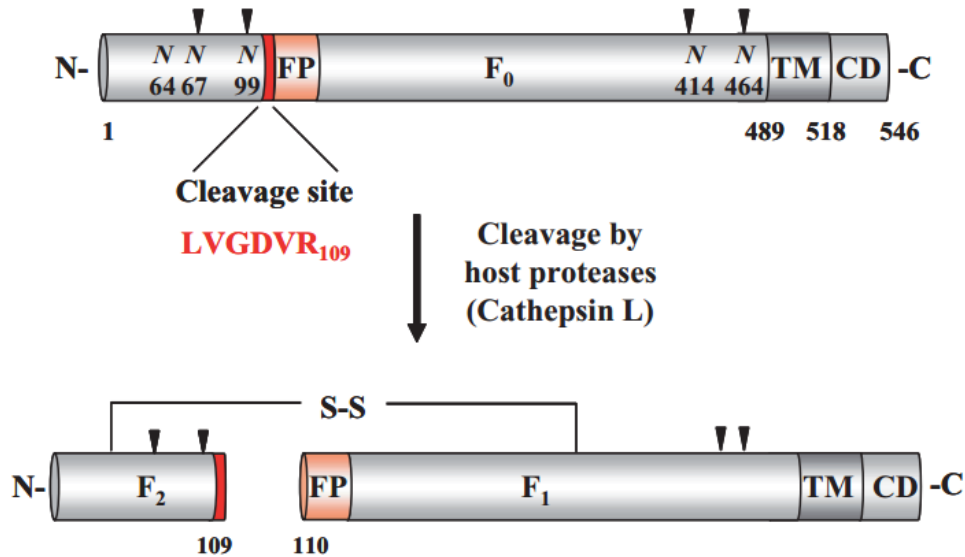 N- N N N FP F0 N N TM CD -C
64 67 99 414 464
1 489 518 546
Cleavage site
LVGDVR109
Cleavage by
host proteases
(Cathepsin L)
S-S
N- F2 FP F1 TM CD -C
109 110